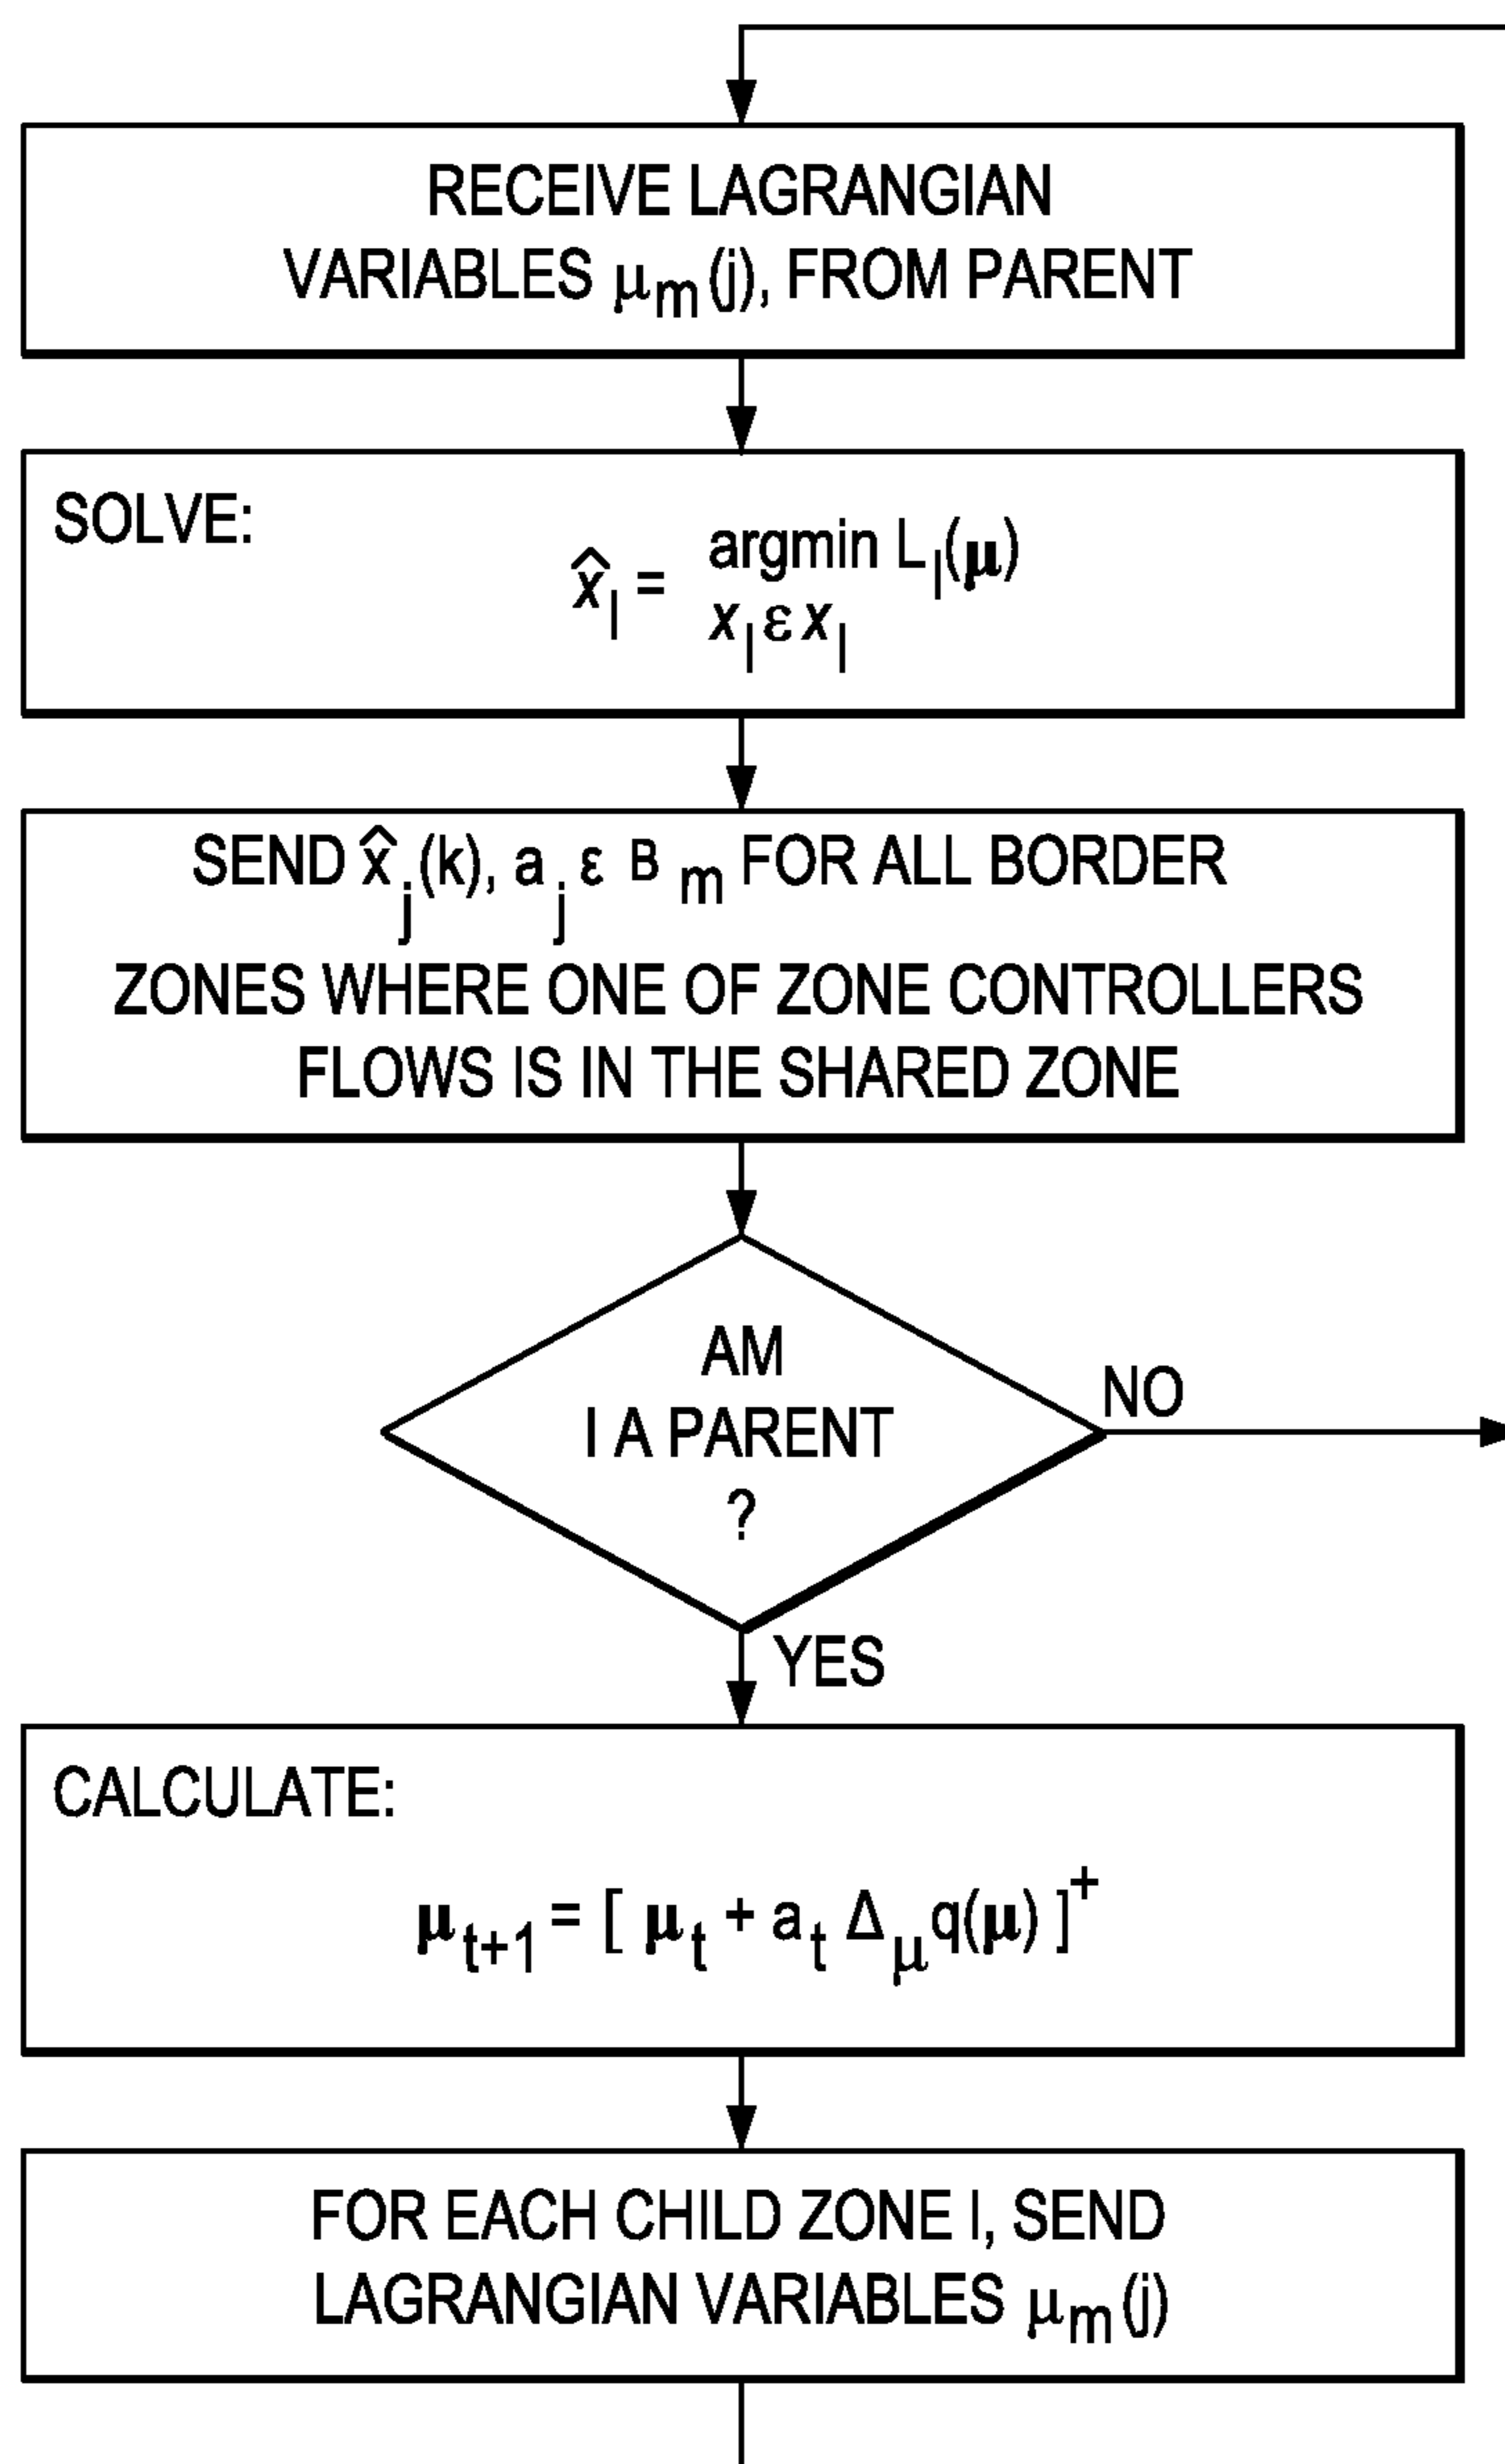 RECEIVE LAGRANGIAN
VARIABLES μm(j), FROM PARENT
SOLVE:
x̂l = argmin Ll(μ)
xl ε xl
SEND x̂j(k), aj ε Bm FOR ALL BORDER
ZONES WHERE ONE OF ZONE CONTROLLERS
FLOWS IS IN THE SHARED ZONE
AM
I A PARENT
?
NO
YES
CALCULATE:
μt+1 = [ μt + at Δμq(μ) ]+
FOR EACH CHILD ZONE l, SEND
LAGRANGIAN VARIABLES μm(j)